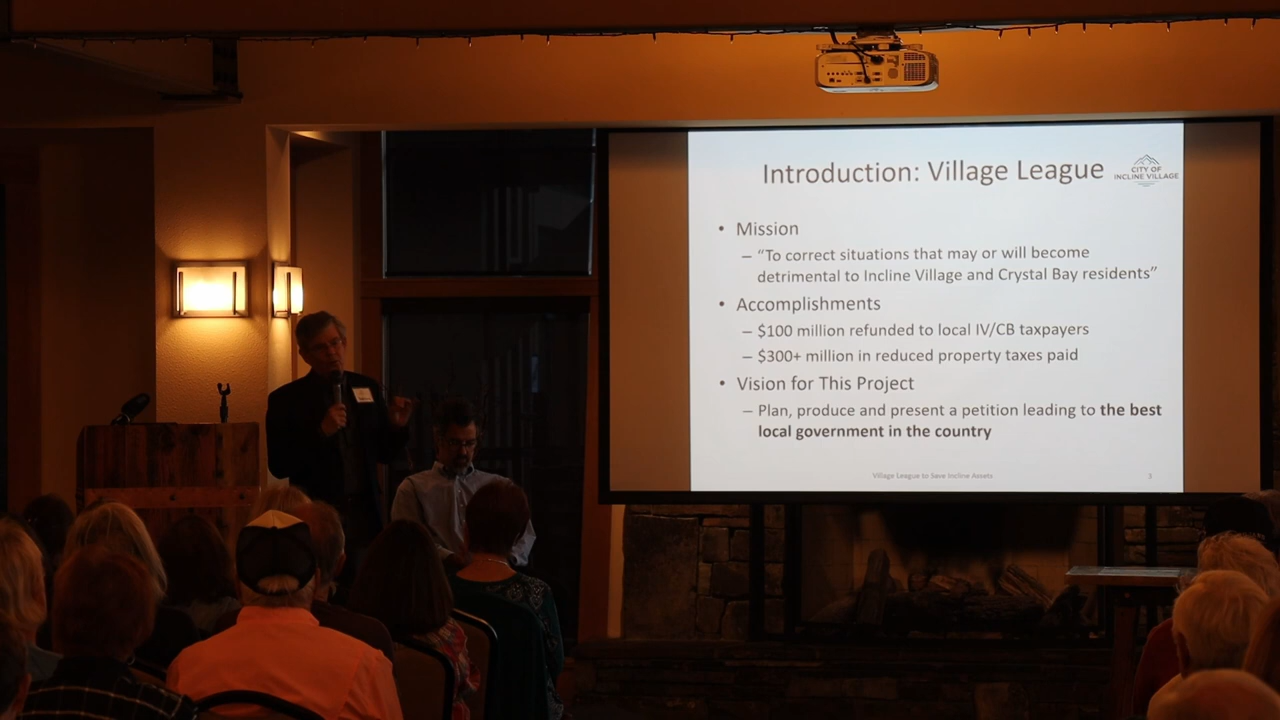 Introduction: Village League
CITY OF
INCLINE VILLAGE
• Mission
– “To correct situations that may or will become
detrimental to Incline Village and Crystal Bay residents”
• Accomplishments
– $100 million refunded to local IV/CB taxpayers
– $300+ million in reduced property taxes paid
• Vision for This Project
– Plan, produce and present a petition leading to the best
local government in the country
Village League to Save Incline Assets
3